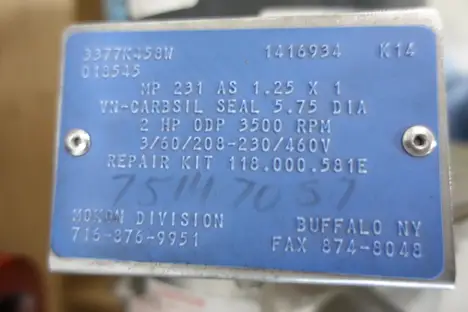 3377K458W 1416934 K14
018545
MP 231 AS 1.25 X 1
VN-CARBSIL SEAL 5.75 DIA
2 HP ODP 3500 RPM
3/60/208-230/460V
REPAIR KIT 118.000.581E
MOKON DIVISION BUFFALO NY
716-876-9951 FAX 874-8048